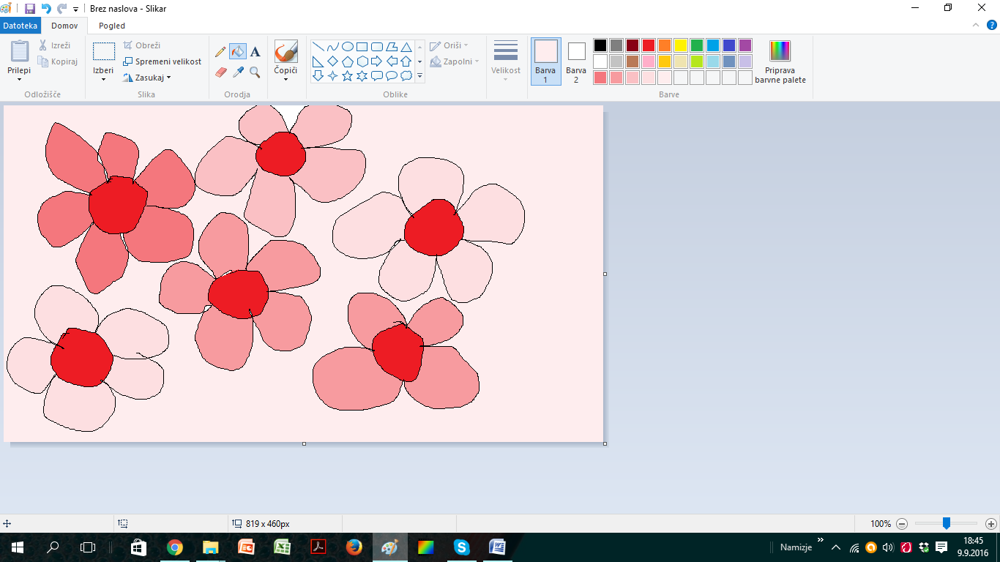 Brez naslova - Slikar
Datoteka Domov Pogled
Prilepi
Izreži
Kopiraj
Odložišče
Izberi
Obreži
Spremeni velikost
Zasukaj
Slika
A
Orodja
Čopiči
Oblike
Oriši
Zapolni
Velikost
Barva
1
Barva
2
Barve
Priprava
barvne palete
819 x 460px
100%
Namizje
18:45
9.9.2016